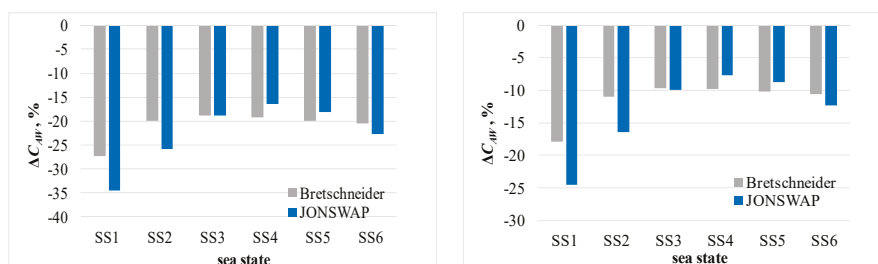 0
-5
-10
-15
-20
-25
-30
-35
-40
ΔC_AW, %
Bretschneider
JONSWAP
SS1 SS2 SS3 SS4 SS5 SS6
sea state
0
-5
-10
-15
-20
-25
-30
ΔC_AW, %
Bretschneider
JONSWAP
SS1 SS2 SS3 SS4 SS5 SS6
sea state